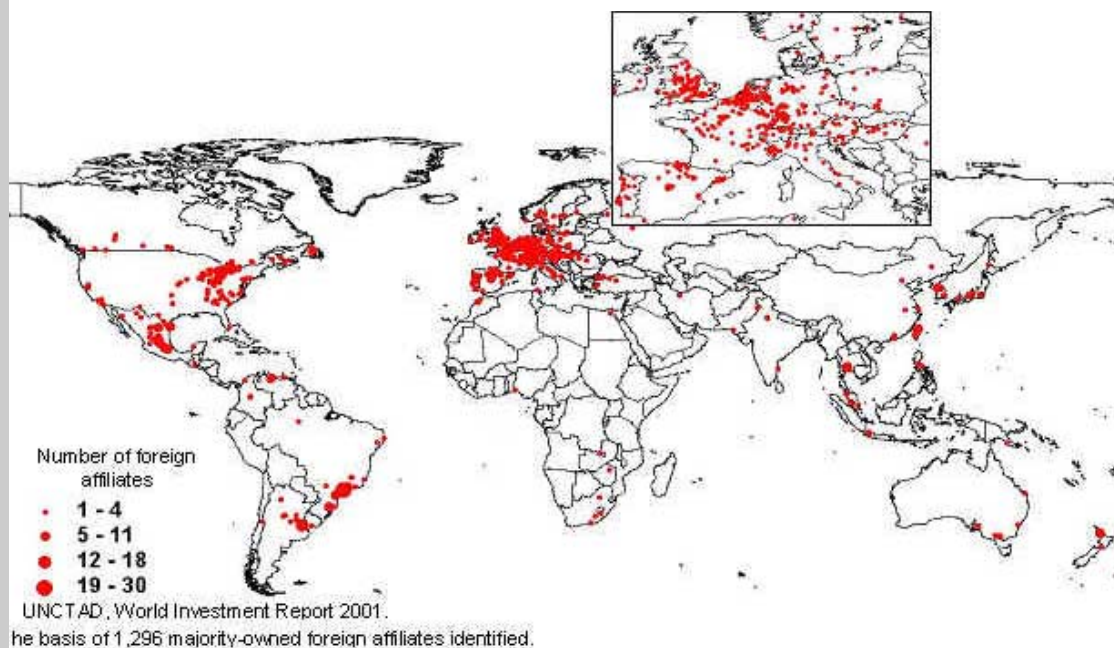 Number of foreign
affiliates
1 - 4
5 - 11
12 - 18
19 - 30
UNCTAD, World Investment Report 2001.
he basis of 1,296 majority-owned foreign affiliates identified.